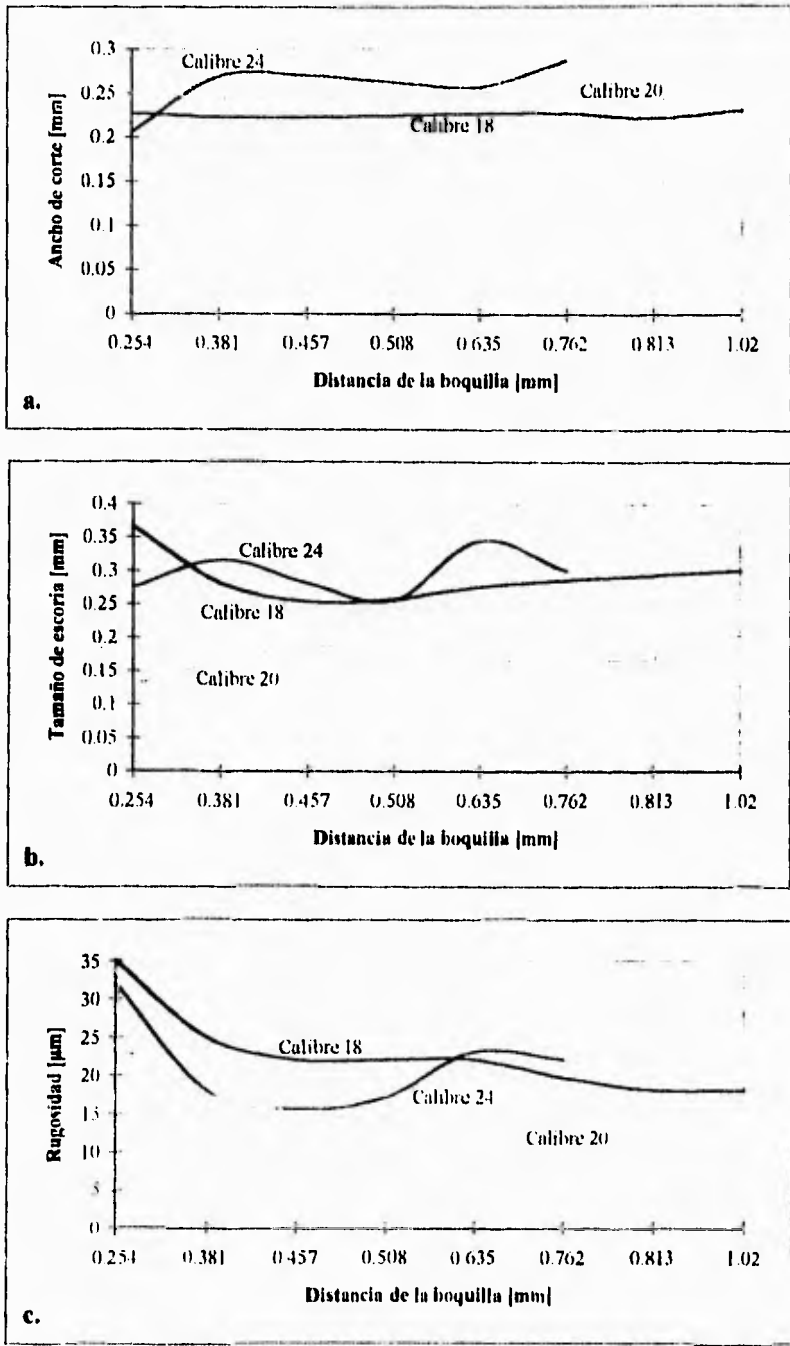 Ancho de corte [mm]
0.3
0.25
0.2
0.15
0.1
0.05
0
Calibre 24
Calibre 20
Calibre 18
0.254 0.381 0.457 0.508 0.635 0.762 0.813 1.02
Distancia de la boquilla [mm]
a.
Tamaño de escoria [mm]
0.4
0.35
0.3
0.25
0.2
0.15
0.1
0.05
0
Calibre 24
Calibre 18
Calibre 20
0.254 0.381 0.457 0.508 0.635 0.762 0.813 1.02
Distancia de la boquilla [mm]
b.
Rugosidad [µm]
35
30
25
20
15
10
5
0
Calibre 18
Calibre 24
Calibre 20
0.254 0.381 0.457 0.508 0.635 0.762 0.813 1.02
Distancia de la boquilla [mm]
c.